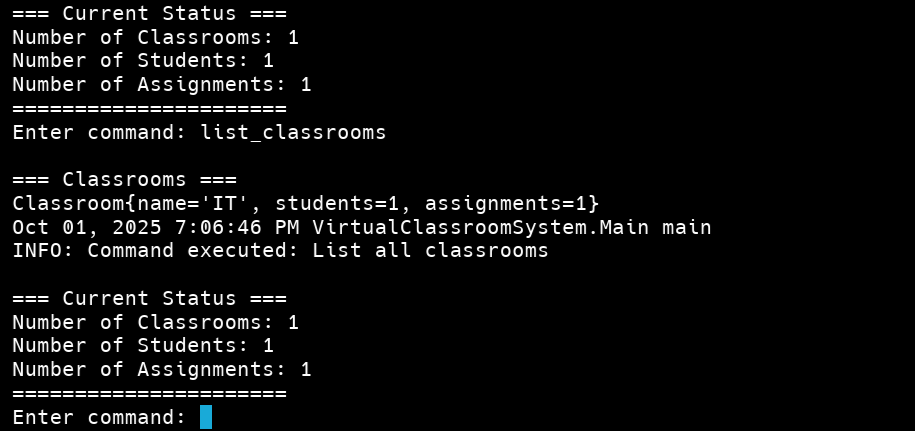 === Current Status ===
Number of Classrooms: 1
Number of Students: 1
Number of Assignments: 1
======================
Enter command: list_classrooms
=== Classrooms ===
Classroom{name='IT', students=1, assignments=1}
Oct 01, 2025 7:06:46 PM VirtualClassroomSystem.Main main
INFO: Command executed: List all classrooms
=== Current Status ===
Number of Classrooms: 1
Number of Students: 1
Number of Assignments: 1
======================
Enter command: